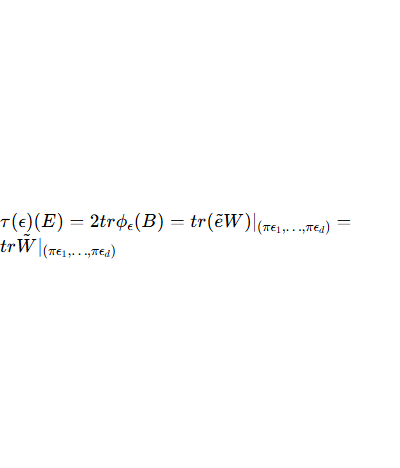 τ(ϵ)(E) = 2trϕ_ϵ(B) = tr(ẽW)|_{(πϵ_1,…,πϵ_d)} =
trW̃|_{(πϵ_1,…,πϵ_d)}